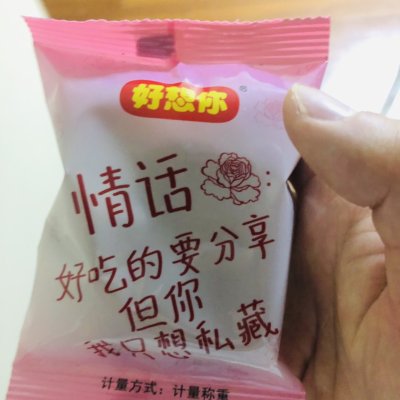 好想你®
情话：
好吃的要分享
但你
我只想私藏
计量方式：计量称重